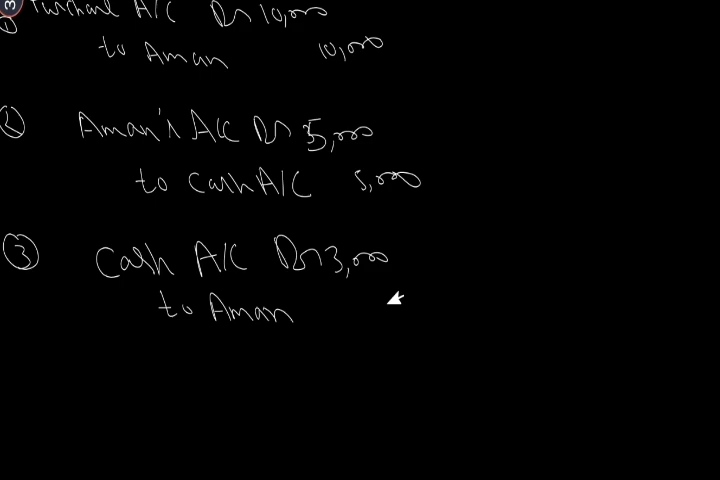 ① Purchase A/C Dr 10,000
to Aman 10,000
② Aman's A/C Dr 5,000
to Cash A/C 5,000
③ Cash A/C Dr 3,000
to Aman